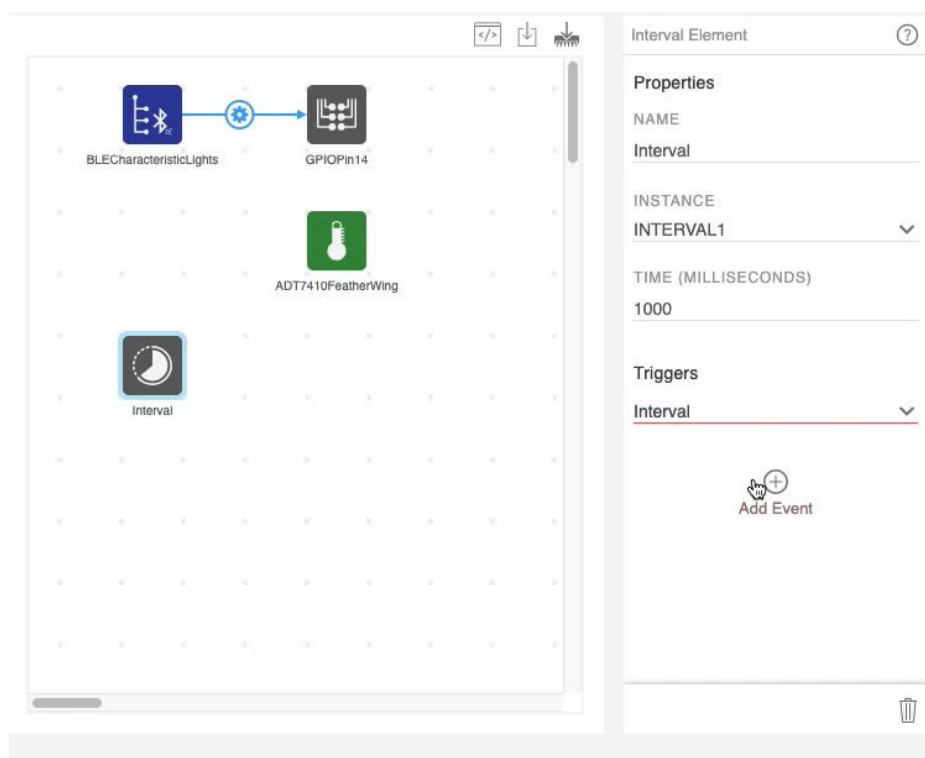 </>
Interval Element
?
Properties
NAME
Interval
INSTANCE
INTERVAL1
TIME (MILLISECONDS)
1000
Triggers
Interval
Add Event
BLECharacteristicLights
GPIOPin14
ADT7410FeatherWing
Interval